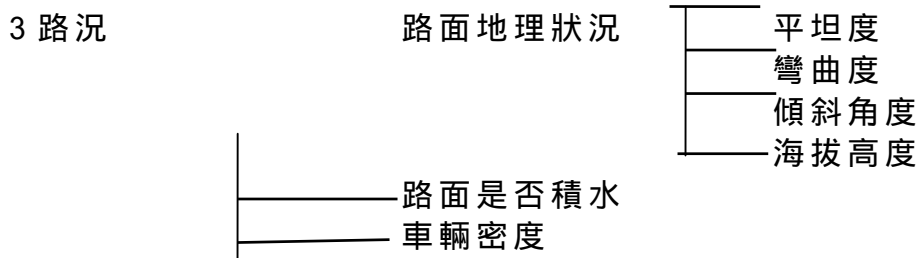 3 路況 路面地理狀況 平坦度
彎曲度
傾斜角度
海拔高度
路面是否積水
車輛密度